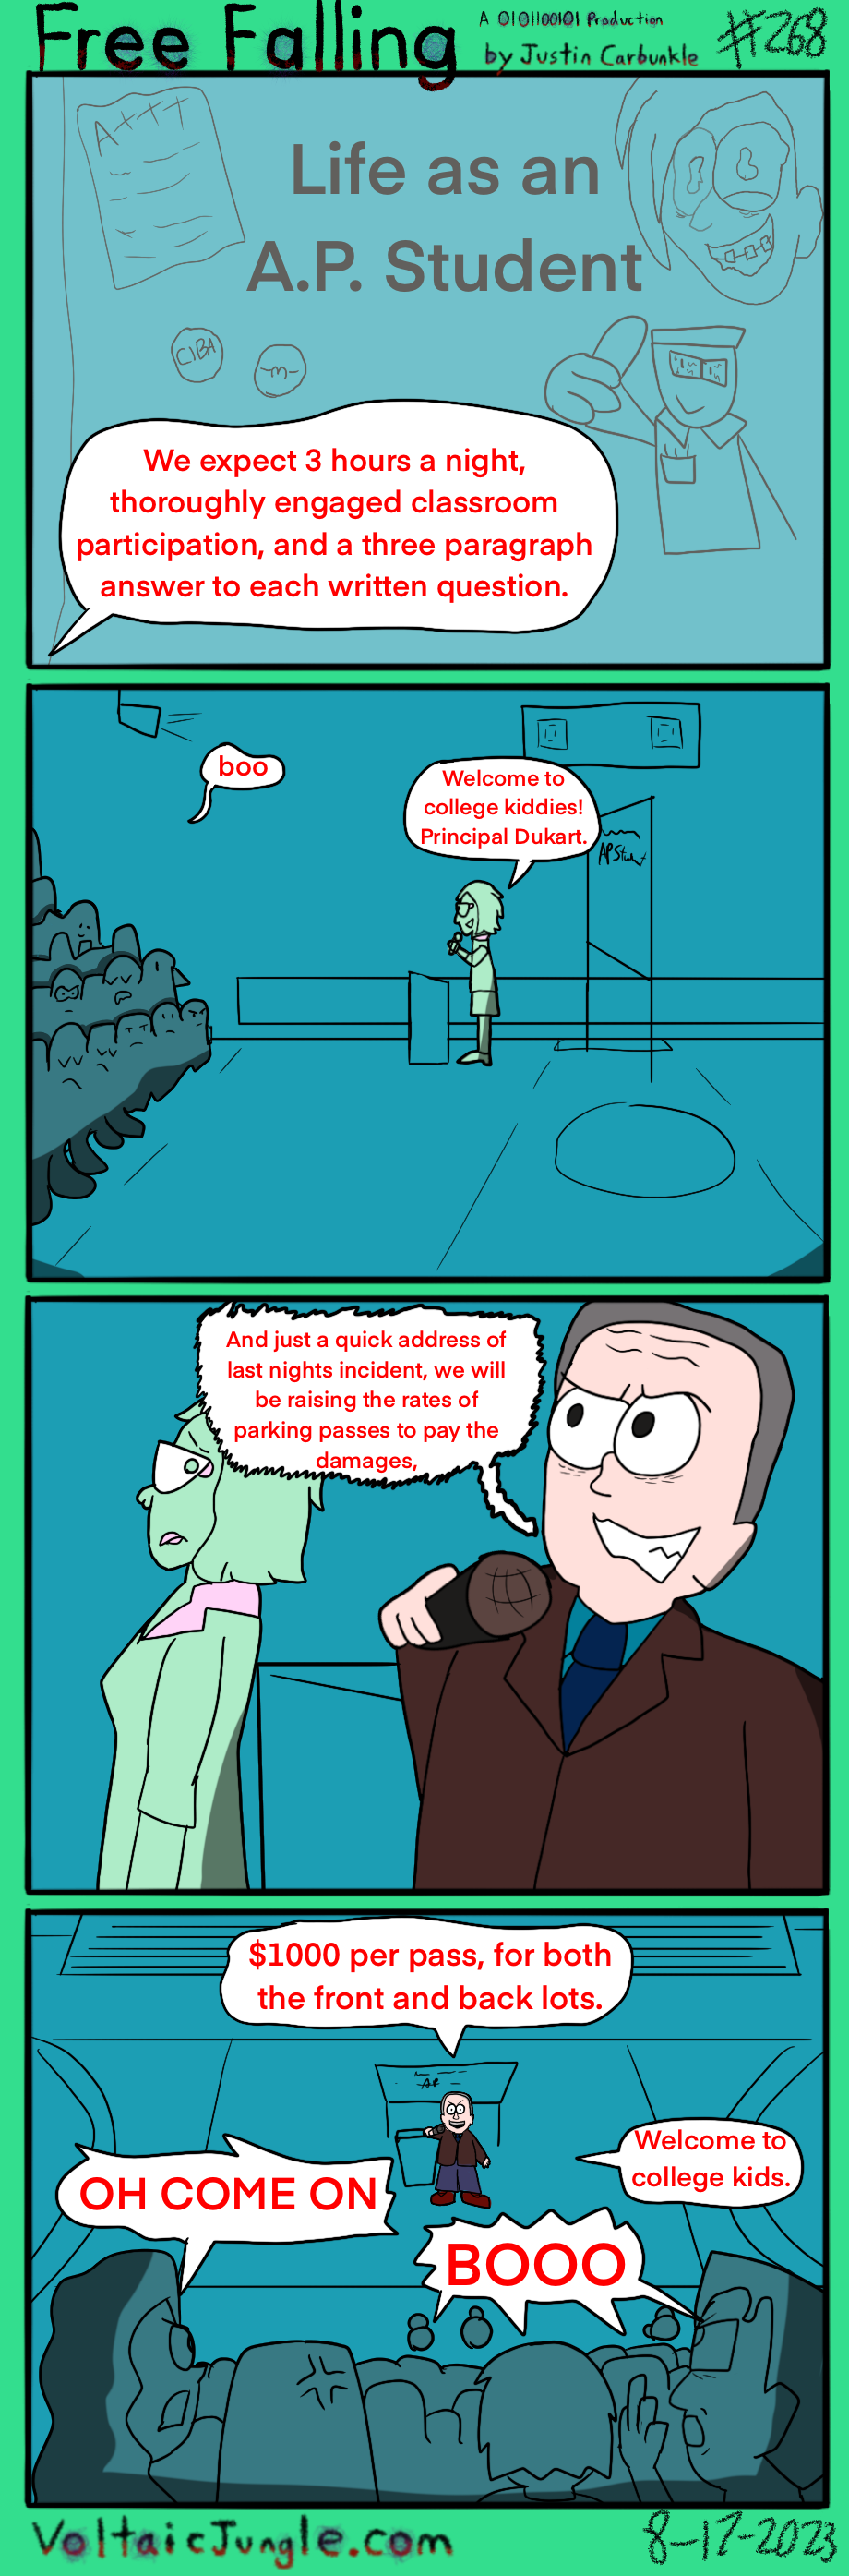 Free Falling
A 0101100101 Production
by Justin Carbunkle
#268
Life as an
A.P. Student
A++++
CIBA
-m-
We expect 3 hours a night,
thoroughly engaged classroom
participation, and a three paragraph
answer to each written question.
boo
Welcome to
college kiddies!
Principal Dukart.
AP Student
And just a quick address of
last nights incident, we will
be raising the rates of
parking passes to pay the
damages,
$1000 per pass, for both
the front and back lots.
AP
Welcome to
college kids.
OH COME ON
BOOO
VoltaicJungle.com
8-17-2023